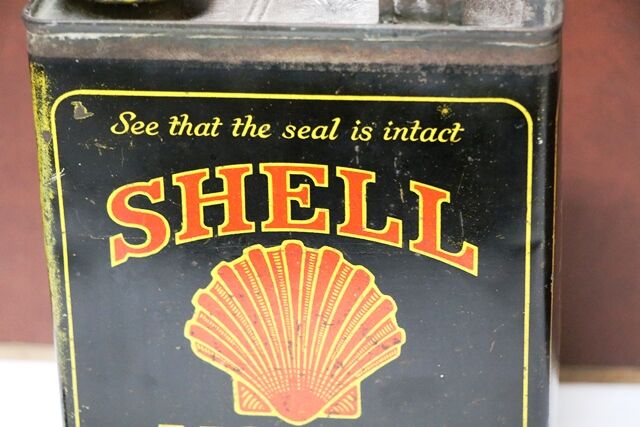 See that the seal is intact
SHELL